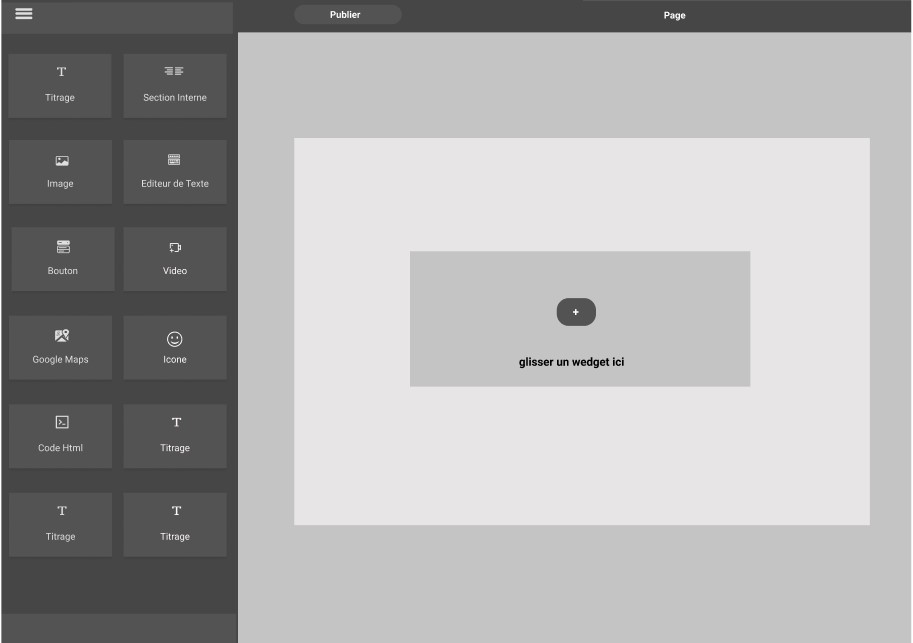 Publier
Page
T
Titrage
Section Interne
Image
Editeur de Texte
Bouton
Video
Google Maps
Icone
Code Html
T
Titrage
T
Titrage
T
Titrage
+
glisser un wedget ici